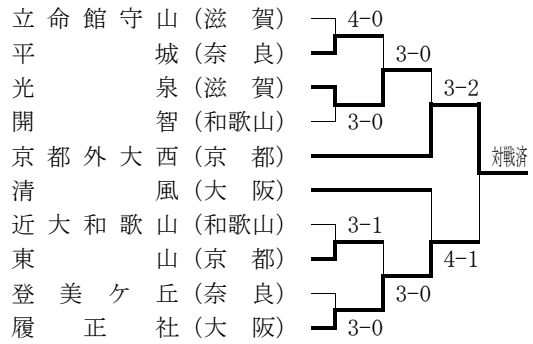 立命館守山（滋賀）
4-0
平城（奈良）
3-0
光泉（滋賀）
3-2
開智（和歌山）
3-0
京都外大西（京都）
対戦済
清風（大阪）
近大和歌山（和歌山）
3-1
東山（京都）
4-1
登美ケ丘（奈良）
3-0
履正社（大阪）
3-0